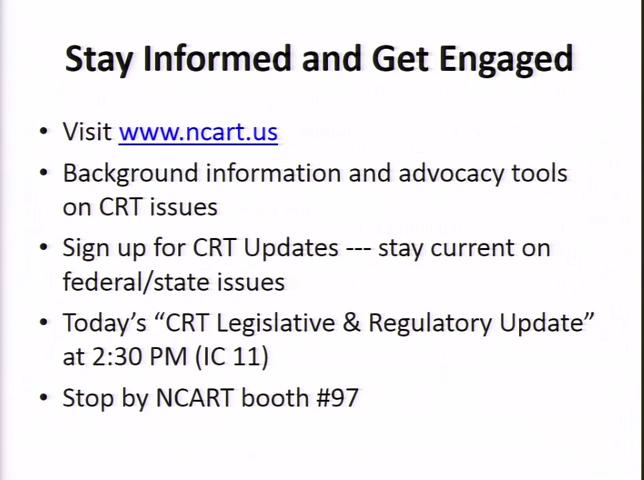 Stay Informed and Get Engaged
• Visit www.ncart.us
• Background information and advocacy tools
on CRT issues
• Sign up for CRT Updates --- stay current on
federal/state issues
• Today’s “CRT Legislative & Regulatory Update”
at 2:30 PM (IC 11)
• Stop by NCART booth #97